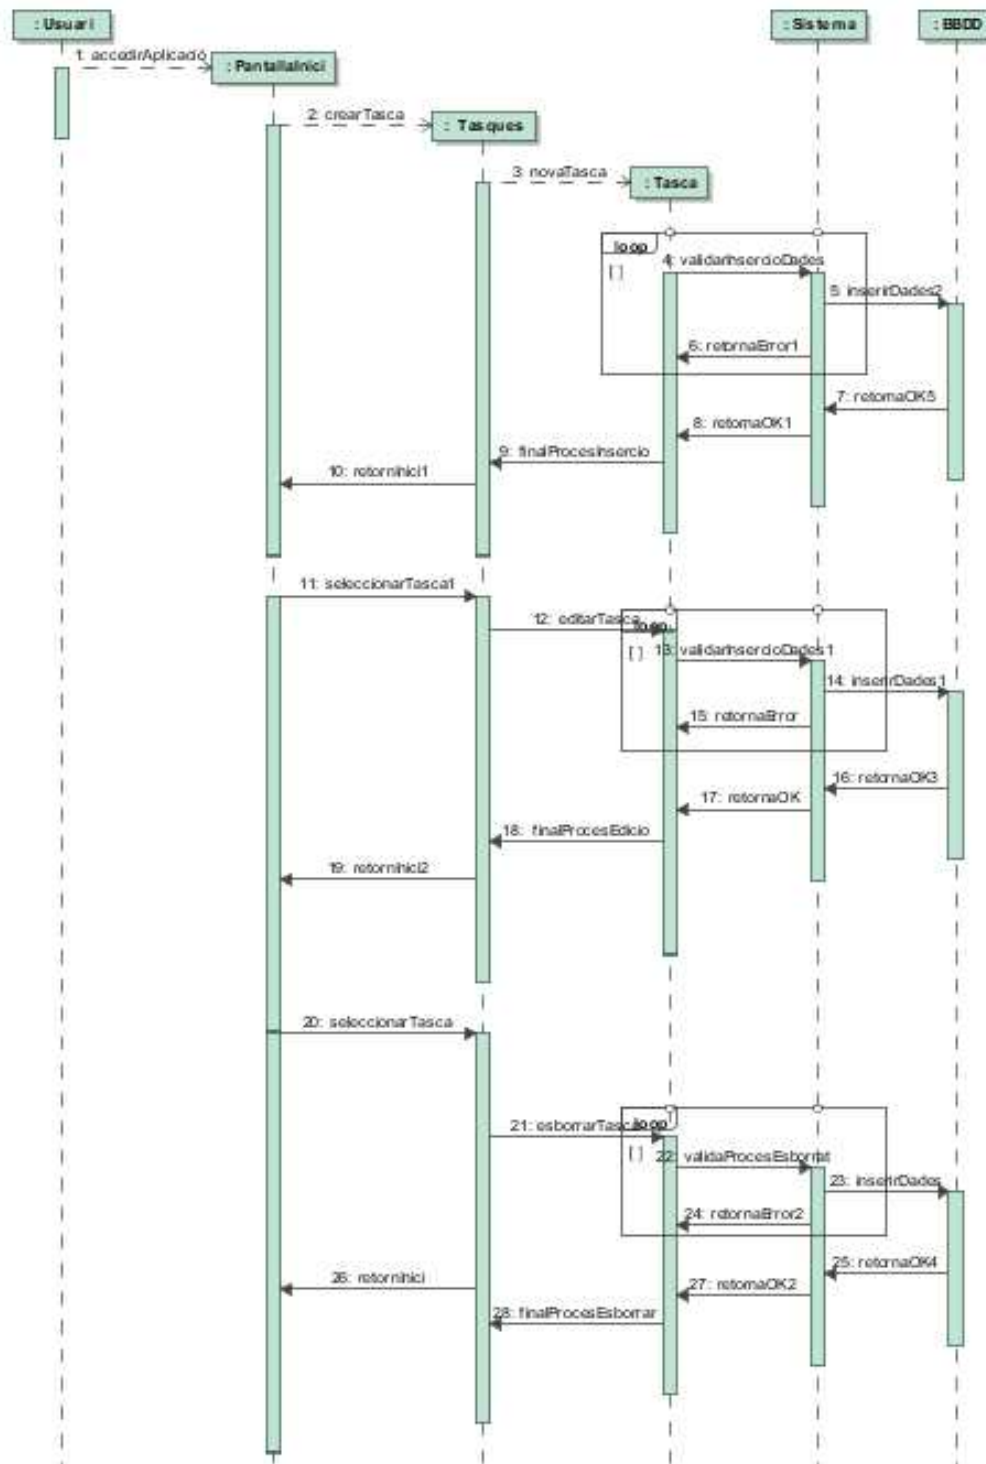 : Usuari
: Sistema
: BBDD
1: accedirAplicació
: PantallaInici
2: crearTasca
: Tasques
3: novaTasca
: Tasca
loop
4: validarInsercioDades
[ ]
5: inserirDades2
6: retornaError1
7: retornaOK5
8: retornaOK1
9: finalProcesInsercio
10: retornInici1
11: seleccionarTasca1
12: editarTasca
loop
13: validarInsercioDades1
[ ]
14: inserirDades1
15: retornaError
16: retornaOK3
17: retornaOK
18: finalProcesEdicio
19: retornInici2
20: seleccionarTasca
21: esborrarTasca
loop
22: validaProcesEsborrat
[ ]
23: inserirDades
24: retornaError2
25: retornaOK4
26: retornInici
27: retornaOK2
28: finalProcesEsborrar